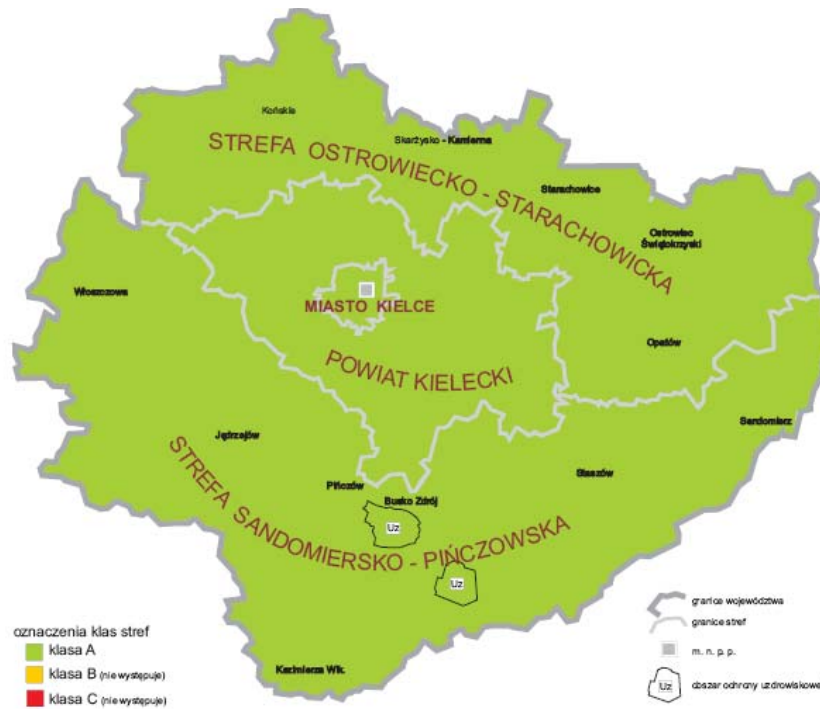 Końskie
Skarżysko - Kamienna
STREFA OSTROWIECKO - STARACHOWICKA
Starachowice
Ostrowiec
Świętokrzyski
Włoszczowa
MIASTO KIELCE
Opatów
POWIAT KIELECKI
Sandomierz
Jędrzejów
Staszów
Pińczów
Busko Zdrój
STREFA SANDOMIERSKO - PIŃCZOWSKA
Uz
Uz
Kazimierza Wlk.
oznaczenia klas stref
klasa A
klasa B (nie występuje)
klasa C (nie występuje)
granice województwa
granice stref
m. n. p. p.
Uz obszar ochrony uzdrowiskowej